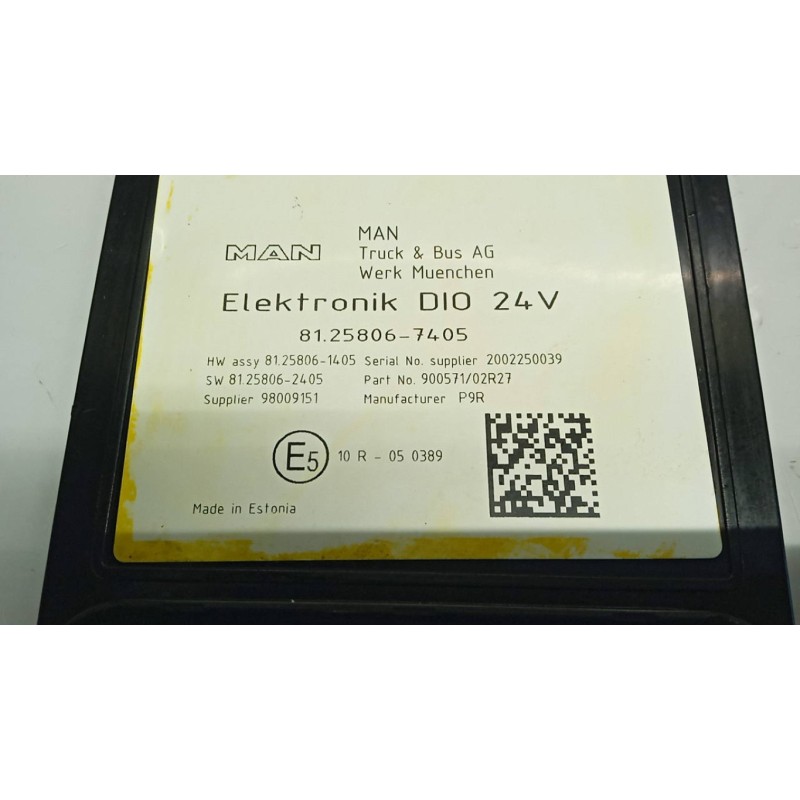 MAN
MAN
Truck & Bus AG
Werk Muenchen
Elektronik DIO 24V
81.25806-7405
HW assy 81.25806-1405 Serial No. supplier 2002250039
SW 81.25806-2405 Part No. 900571/02R27
Supplier 98009151 Manufacturer P9R
E5 10 R - 05 0389
Made in Estonia